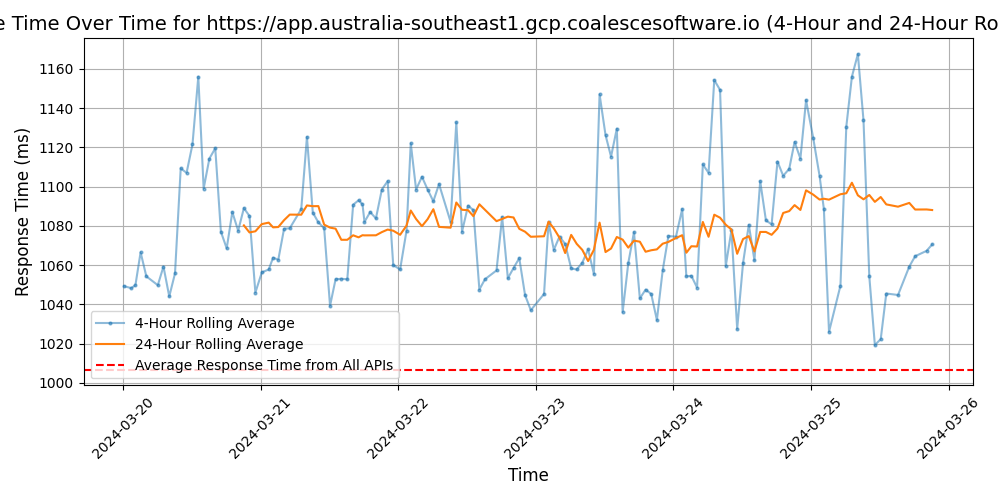 e Time Over Time for https://app.australia-southeast1.gcp.coalescesoftware.io (4-Hour and 24-Hour Ro
Response Time (ms)
1160
1140
1120
1100
1080
1060
1040
1020
1000
4-Hour Rolling Average
24-Hour Rolling Average
Average Response Time from All APIs
2024-03-20
2024-03-21
2024-03-22
2024-03-23
2024-03-24
2024-03-25
2024-03-26
Time